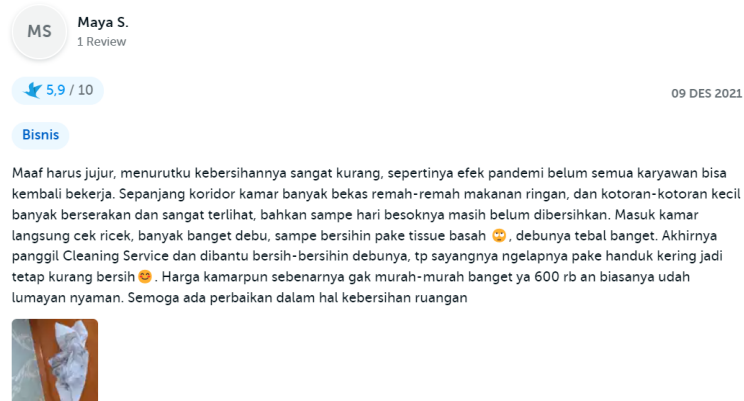 MS
Maya S.
1 Review
5,9 / 10
09 DES 2021
Bisnis
Maaf harus jujur, menurutku kebersihannya sangat kurang, sepertinya efek pandemi belum semua karyawan bisa
kembali bekerja. Sepanjang koridor kamar banyak bekas remah-remah makanan ringan, dan kotoran-kotoran kecil
banyak berserakan dan sangat terlihat, bahkan sampe hari besoknya masih belum dibersihkan. Masuk kamar
langsung cek ricek, banyak banget debu, sampe bersihin pake tissue basah 🙄, debunya tebal banget. Akhirnya
panggil Cleaning Service dan dibantu bersih-bersihin debunya, tp sayangnya ngelapnya pake handuk kering jadi
tetap kurang bersih😊. Harga kamarpun sebenarnya gak murah-murah banget ya 600 rb an biasanya udah
lumayan nyaman. Semoga ada perbaikan dalam hal kebersihan ruangan